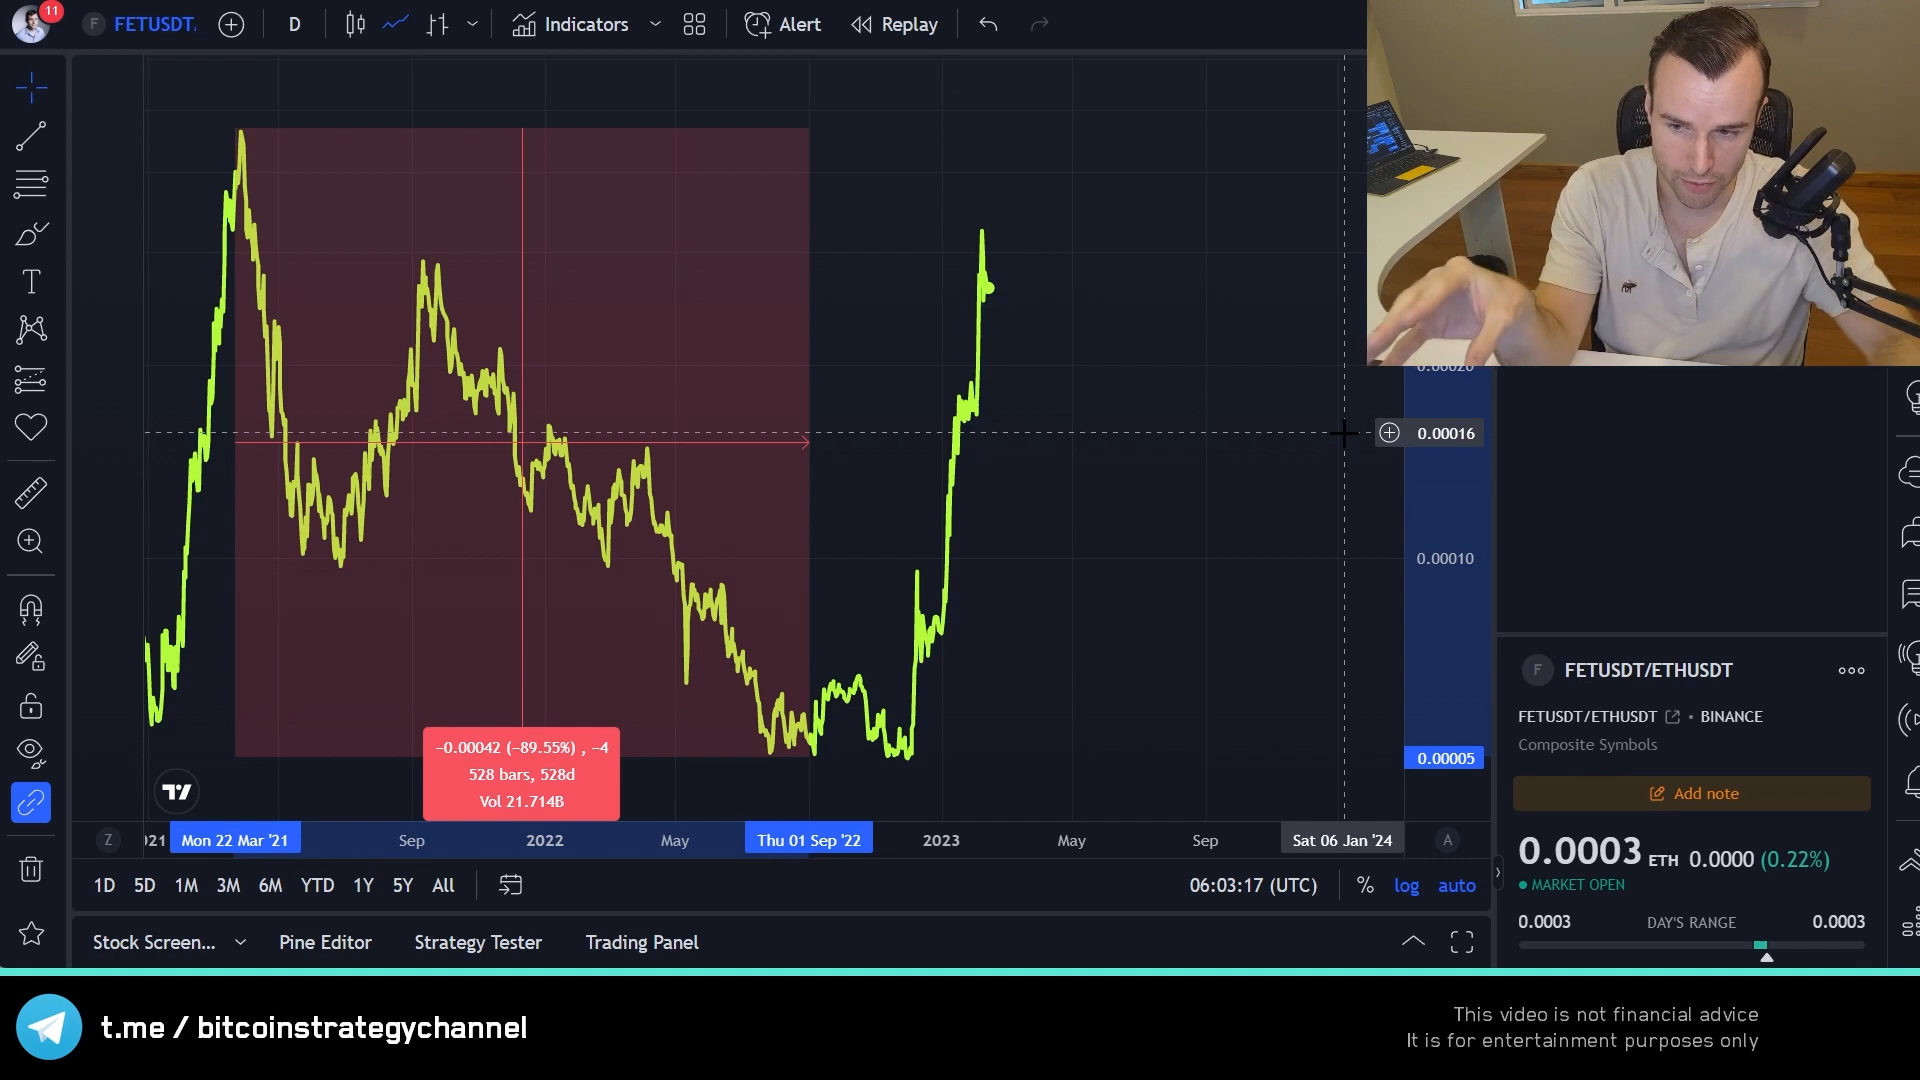 11
F FETUSDT.
D
Indicators
Alert
Replay
0.00020
0.00016
0.00010
0.00005
−0.00042 (−89.55%) , −4
528 bars, 528d
Vol 21.714B
Z
Mon 22 Mar '21
Sep
2022
May
Thu 01 Sep '22
2023
May
Sep
Sat 06 Jan '24
A
1D 5D 1M 3M 6M YTD 1Y 5Y All
06:03:17 (UTC)
% log auto
Stock Screen... Pine Editor Strategy Tester Trading Panel
F FETUSDT/ETHUSDT
FETUSDT/ETHUSDT • BINANCE
Composite Symbols
Add note
0.0003 ETH 0.0000 (0.22%)
MARKET OPEN
0.0003 DAY'S RANGE 0.0003
t.me / bitcoinstrategychannel
This video is not financial advice
It is for entertainment purposes only